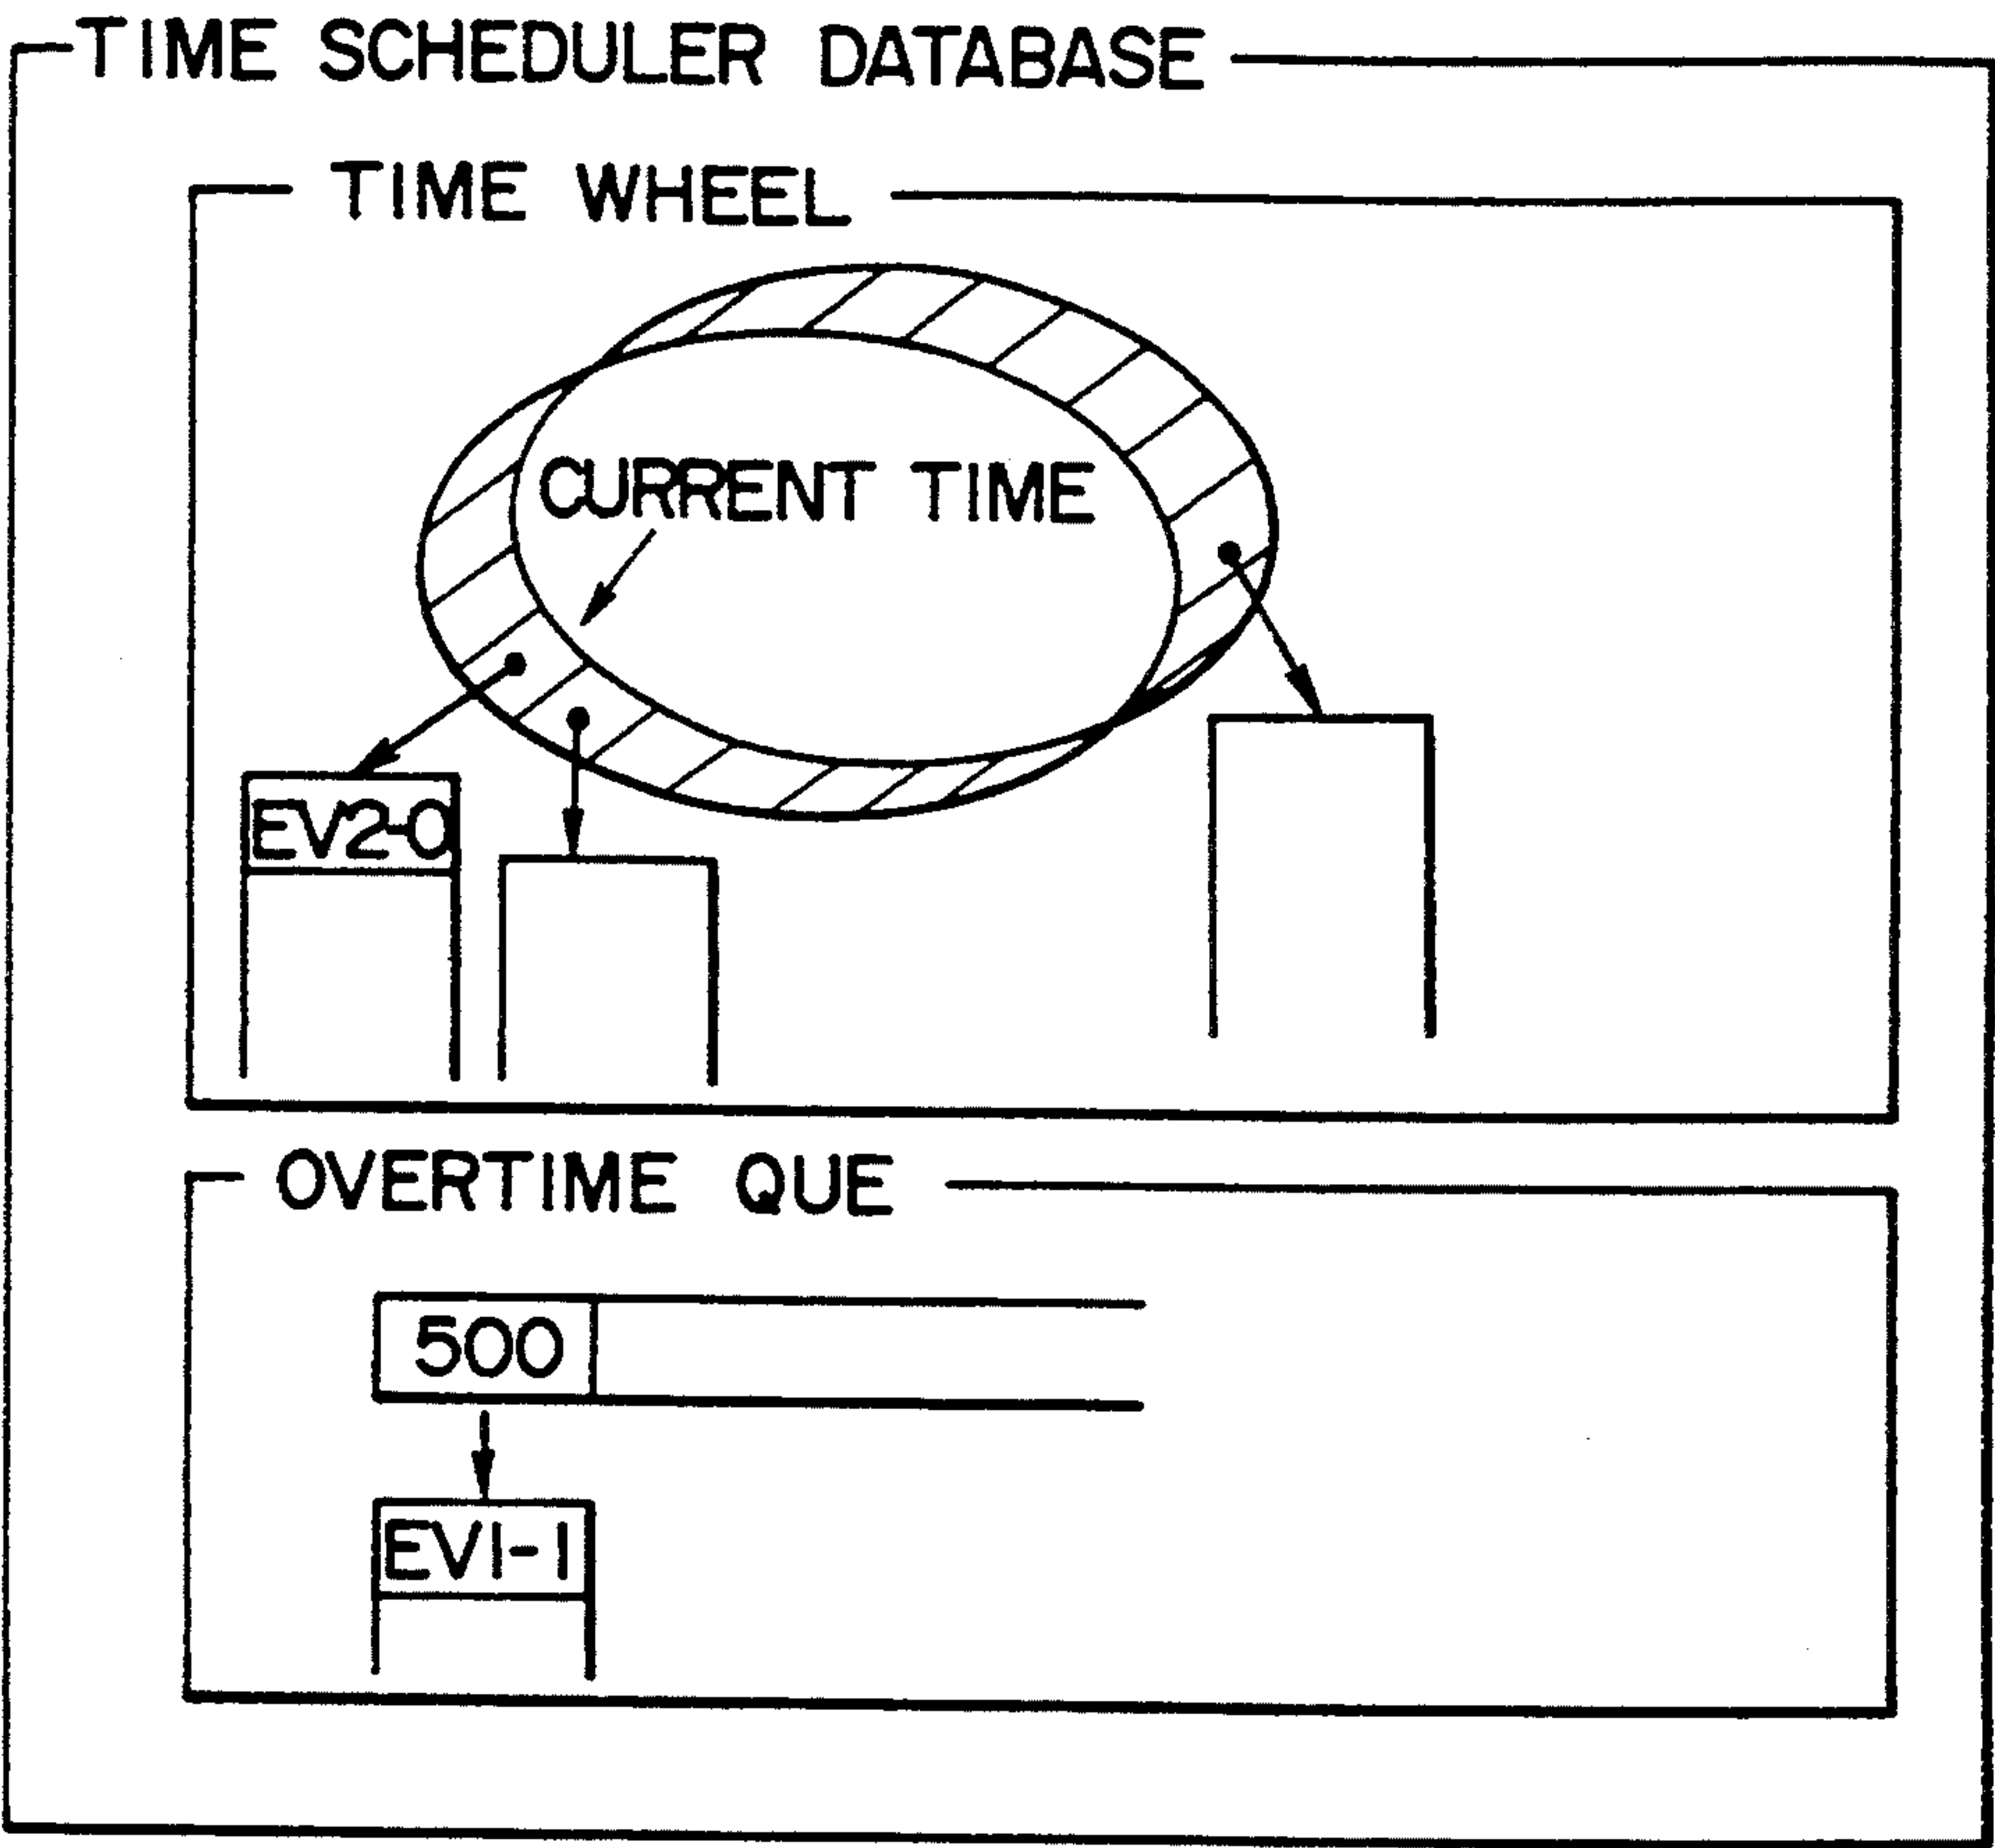 TIME SCHEDULER DATABASE
TIME WHEEL
CURRENT TIME
EV2-0
OVERTIME QUE
500
EV1-1